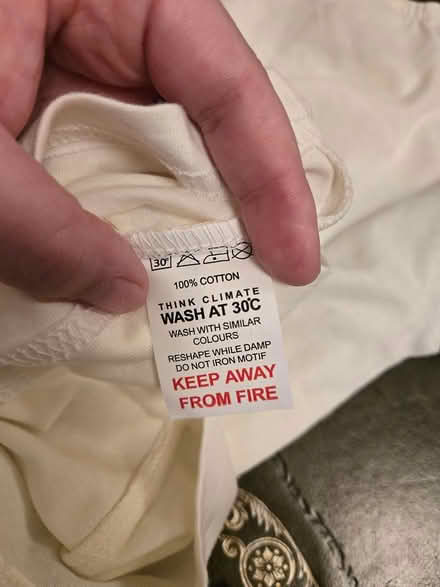 30°
100% COTTON
THINK CLIMATE
WASH AT 30°C
WASH WITH SIMILAR
COLOURS
RESHAPE WHILE DAMP
DO NOT IRON MOTIF
KEEP AWAY
FROM FIRE